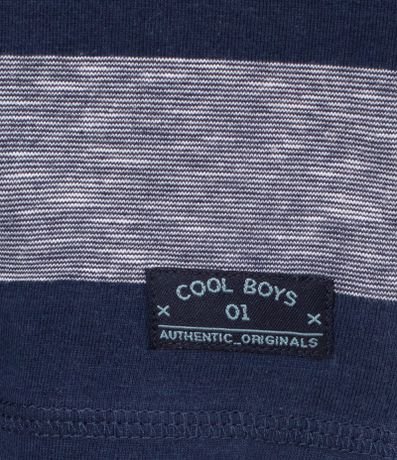 COOL BOYS
x 01 x
AUTHENTIC_ORIGINALS